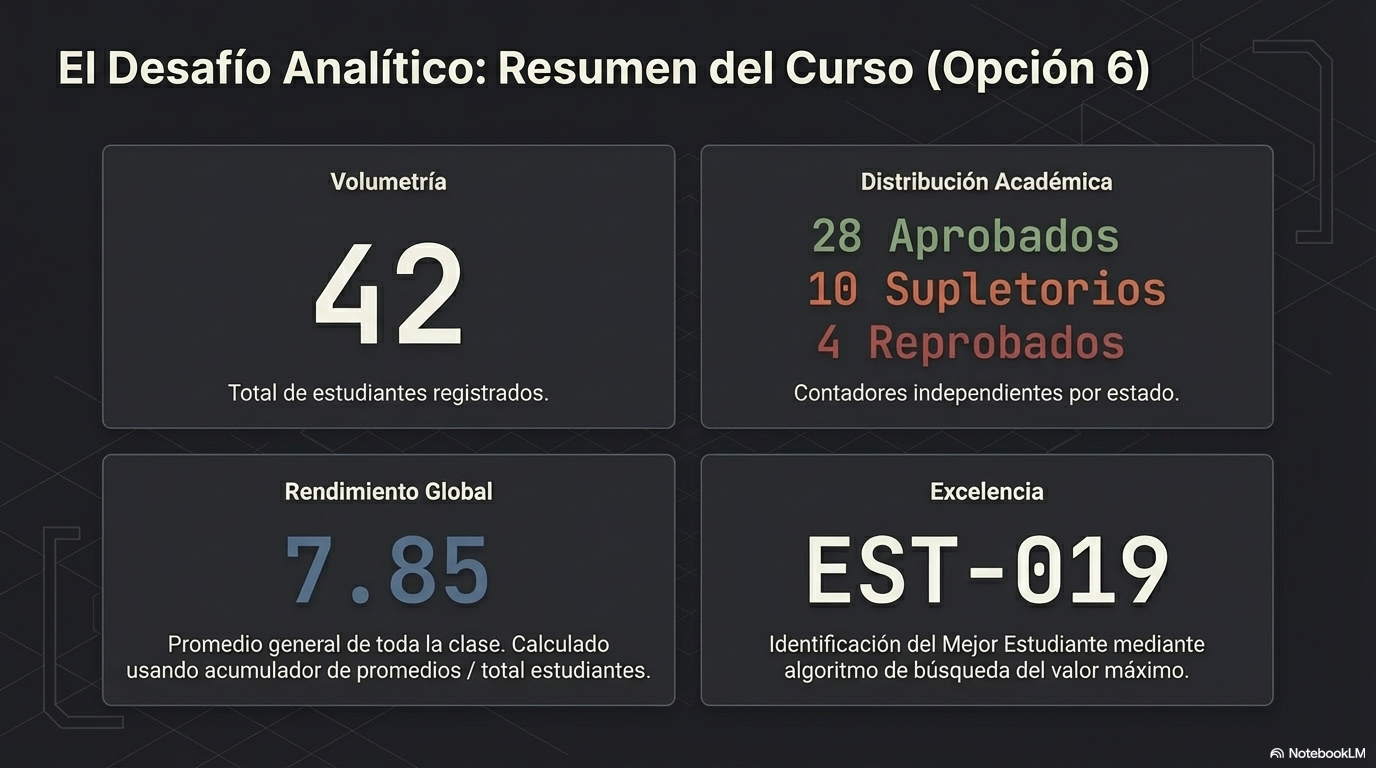 El Desafío Analítico: Resumen del Curso (Opción 6)
Volumetría
42
Total de estudiantes registrados.
Distribución Académica
28 Aprobados
10 Supletorios
4 Reprobados
Contadores independientes por estado.
Rendimiento Global
7.85
Promedio general de toda la clase. Calculado
usando acumulador de promedios / total estudiantes.
Excelencia
EST-019
Identificación del Mejor Estudiante mediante
algoritmo de búsqueda del valor máximo.
NotebookLM